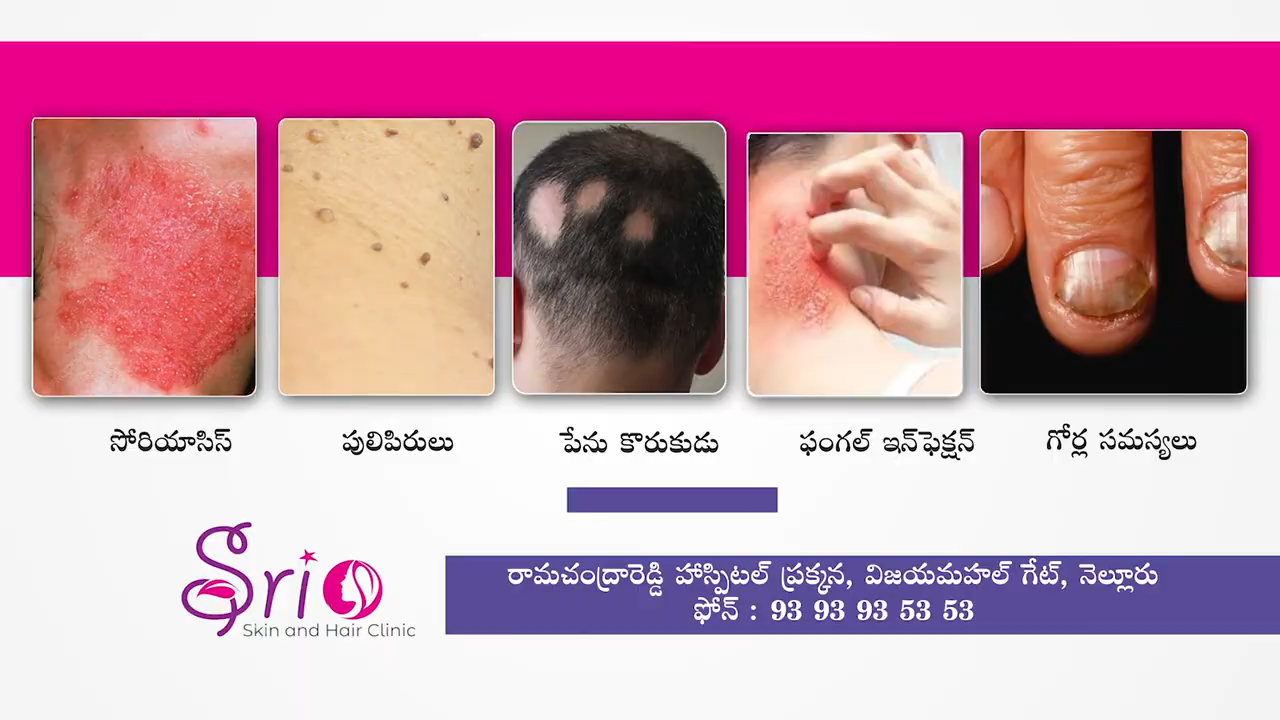 సోరియాసిస్
పులిపిరులు
పేను కొరుకుడు
ఫంగల్ ఇన్‌ఫెక్షన్
గోర్ల సమస్యలు
Sri
Skin and Hair Clinic
రామచంద్రారెడ్డి హాస్పిటల్ ప్రక్కన, విజయమహల్ గేట్, నెల్లూరు
ఫోన్ : 93 93 93 53 53